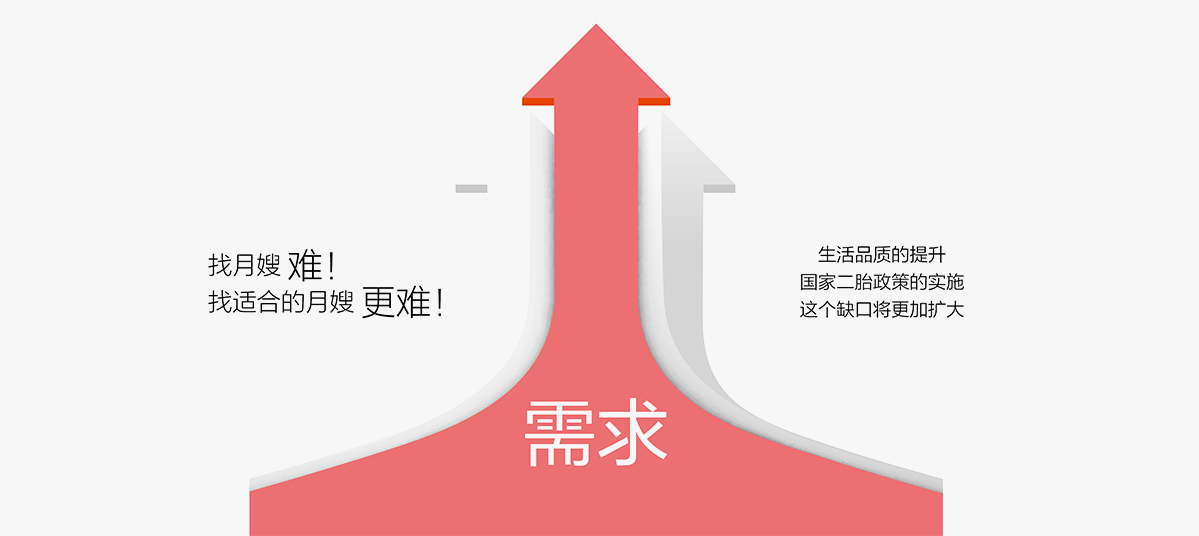 找月嫂 难！
找适合的月嫂 更难！
生活品质的提升
国家二胎政策的实施
这个缺口将更加扩大
需求